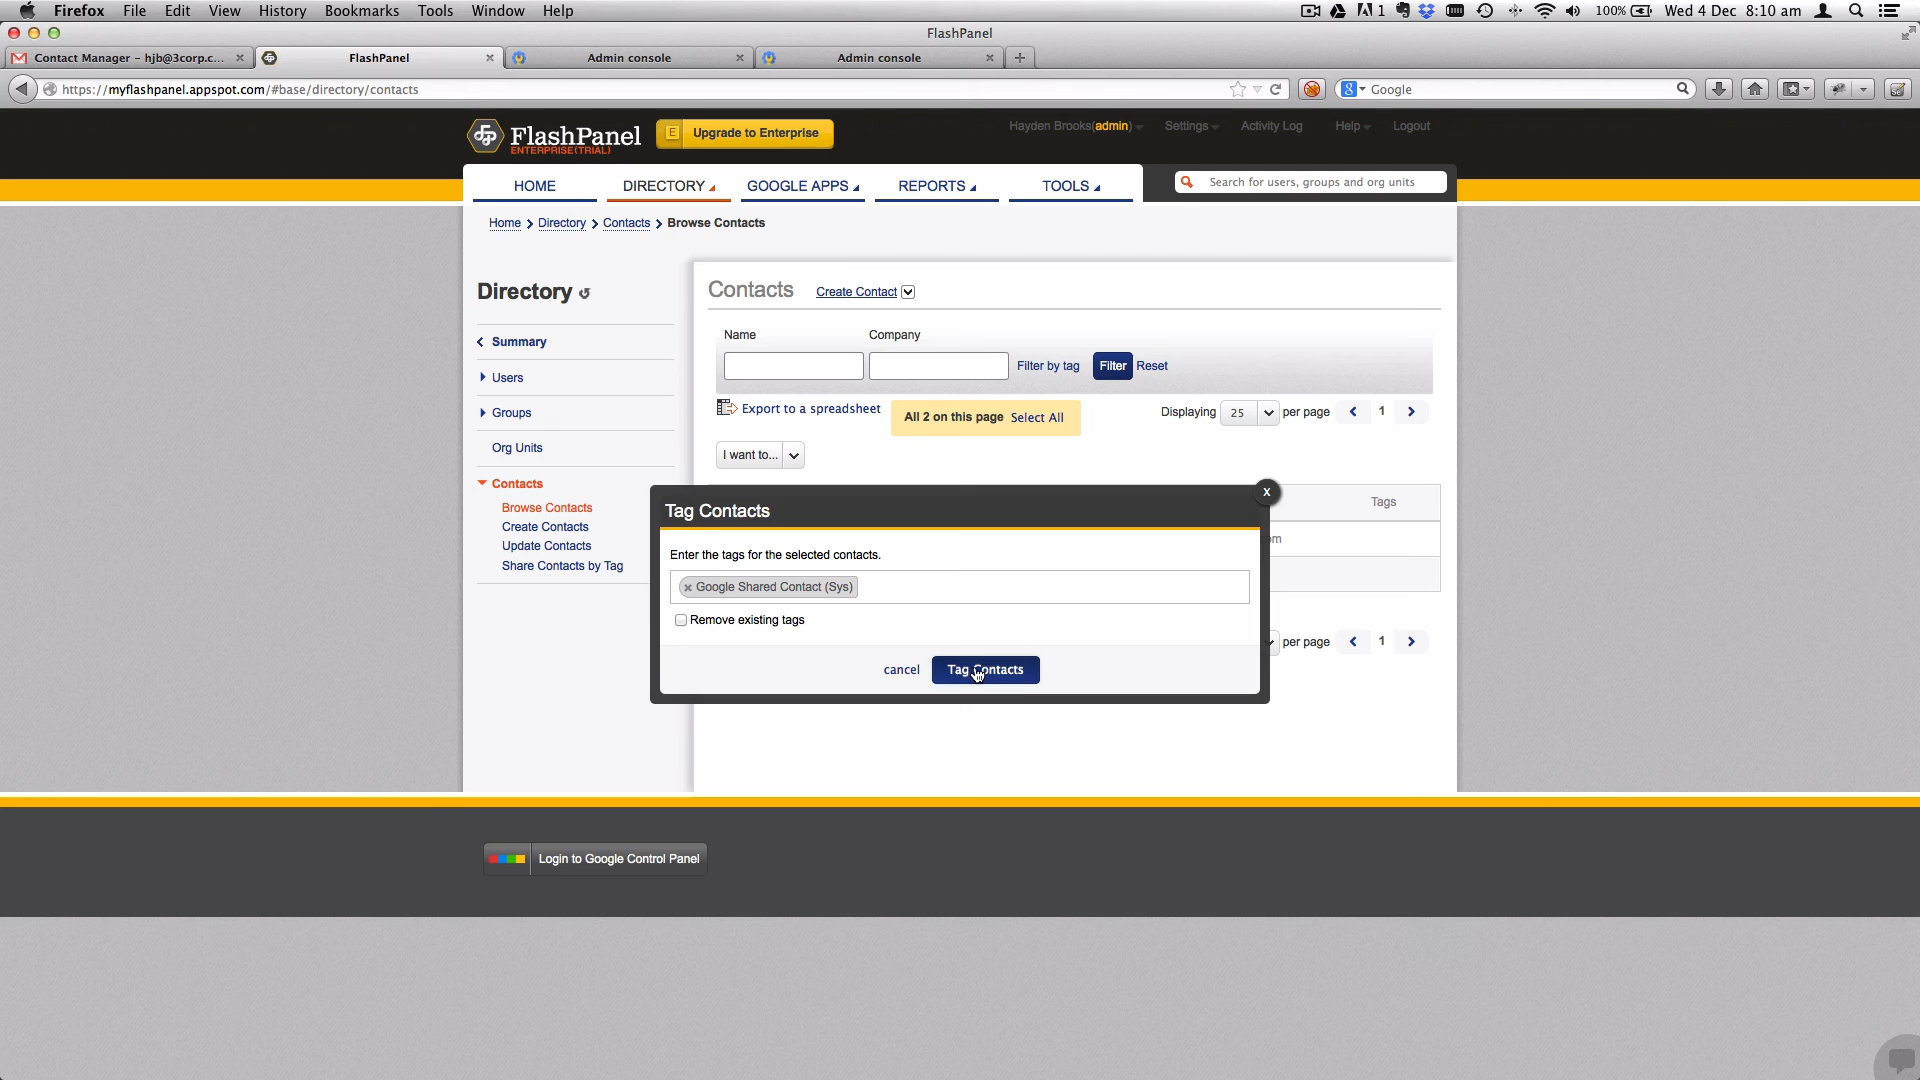 Firefox File Edit View History Bookmarks Tools Window Help
1 100% Wed 4 Dec 8:10 am
FlashPanel
Contact Manager – hjb@3corp.c... FlashPanel Admin console Admin console
https://myflashpanel.appspot.com/#base/directory/contacts
Google
FlashPanel
ENTERPRISE(TRIAL)
E Upgrade to Enterprise
Hayden Brooks(admin) Settings Activity Log Help Logout
HOME DIRECTORY GOOGLE APPS REPORTS TOOLS
Search for users, groups and org units
Home Directory Contacts Browse Contacts
Directory
Summary
Users
Groups
Org Units
Contacts
Browse Contacts
Create Contacts
Update Contacts
Share Contacts by Tag
Contacts Create Contact
Name Company
Filter by tag Filter Reset
Export to a spreadsheet
All 2 on this page Select All
Displaying 25 per page 1
I want to...
Tags
om
x
Tag Contacts
Enter the tags for the selected contacts.
× Google Shared Contact (Sys)
Remove existing tags
cancel Tag Contacts
per page 1
Login to Google Control Panel